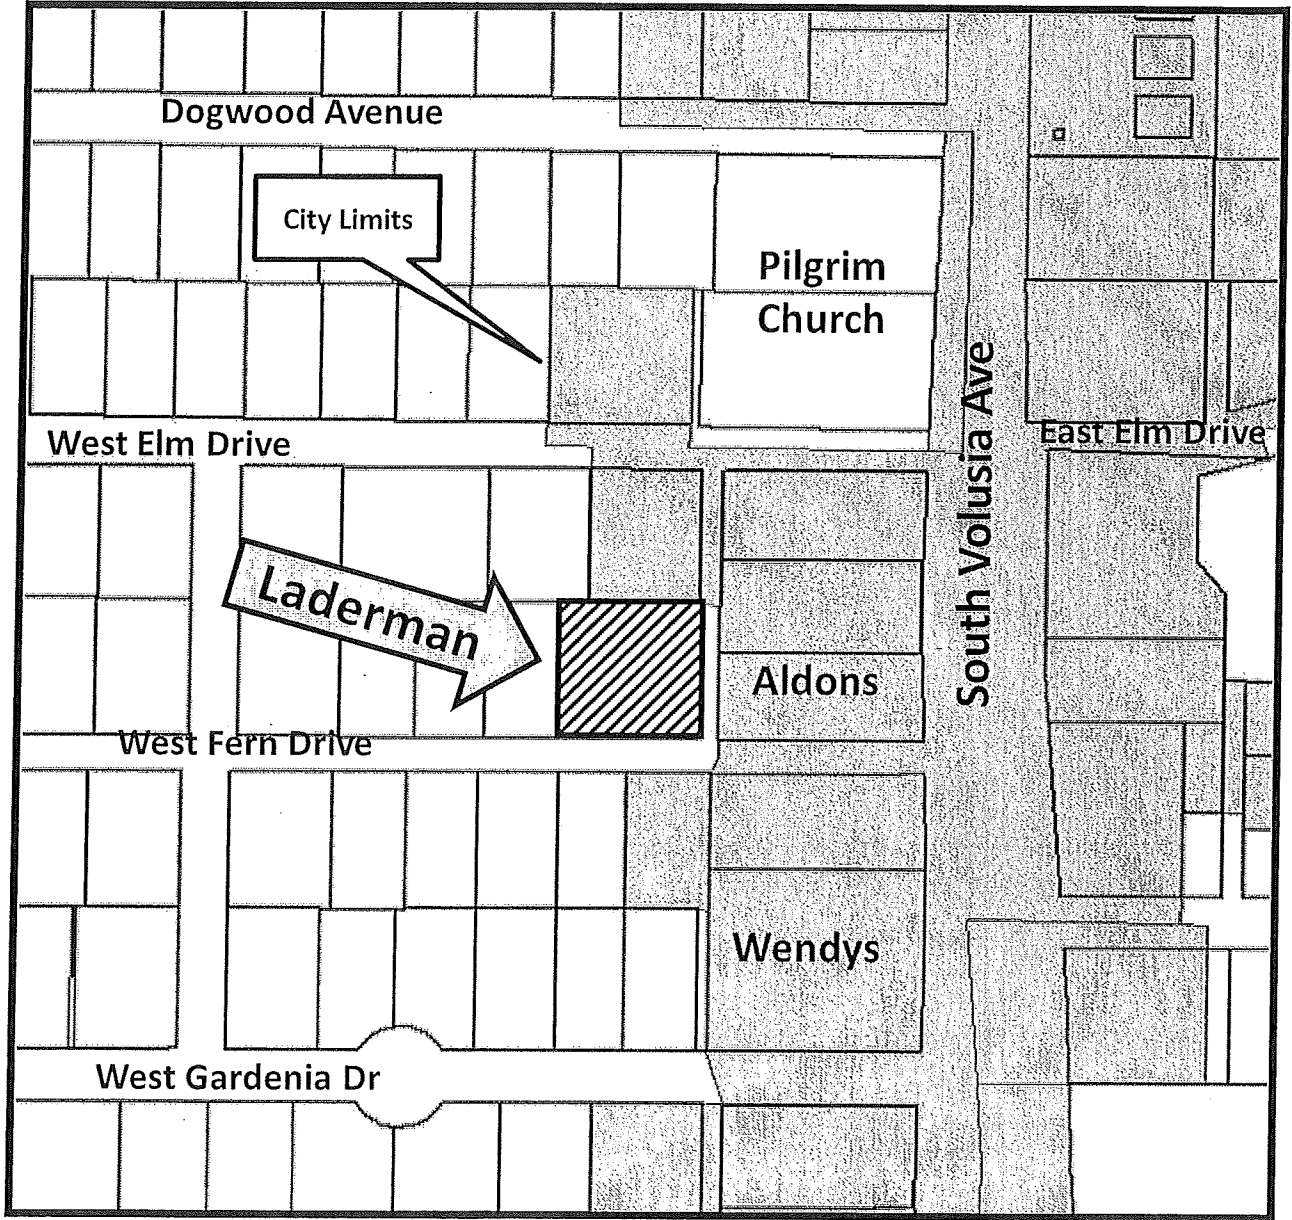 Dogwood Avenue
City Limits
Pilgrim
Church
West Elm Drive
East Elm Drive
South Volusia Ave
Laderman
Aldons
West Fern Drive
Wendys
West Gardenia Dr